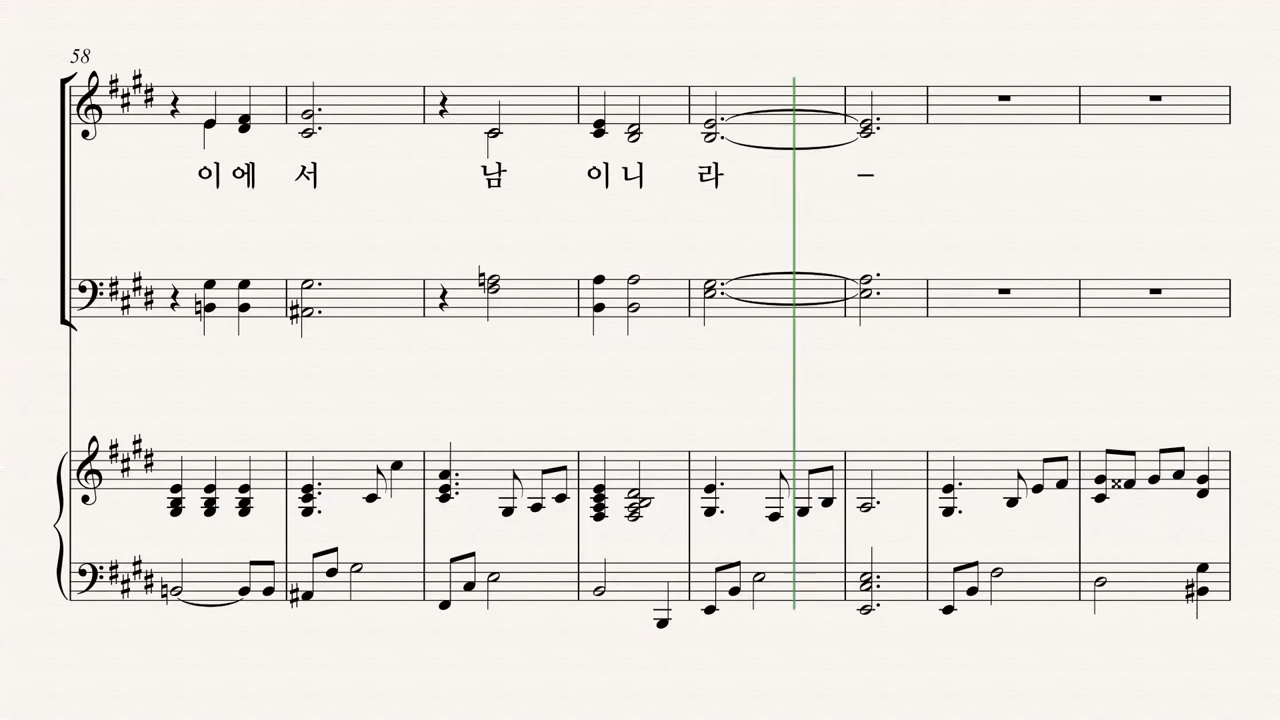 58
이 에 서 남 이 니 라 –